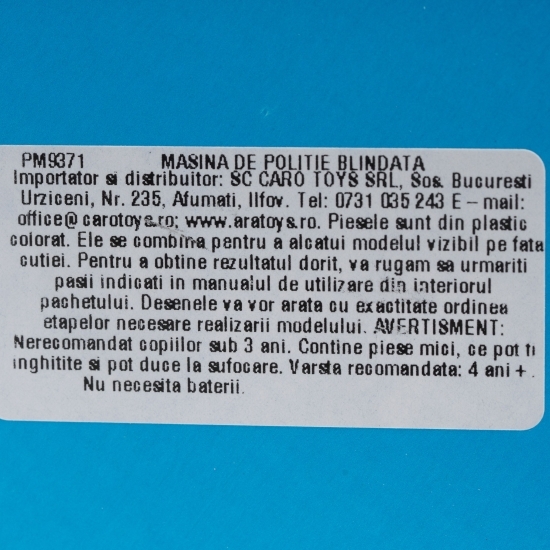 PM9371 MASINA DE POLITIE BLINDATA
Importator si distribuitor: SC CARO TOYS SRL, Sos. Bucuresti
Urziceni, Nr. 235, Afumati, Ilfov. Tel: 0731 035 243 E - mail:
office@carotoys.ro; www.aratoys.ro. Piesele sunt din plastic
colorat. Ele se combina pentru a alcatui modelul vizibil pe fata
cutiei. Pentru a obtine rezultatul dorit, va rugam sa urmariti
pasii indicati in manualul de utilizare din interiorul
pachetului. Desenele va vor arata cu exactitate ordinea
etapelor necesare realizarii modelului. AVERTISMENT:
Nerecomandat copiilor sub 3 ani. Contine piese mici, ce pot fi
inghitite si pot duce la sufocare. Varsta recomandata: 4 ani + .
Nu necesita baterii.